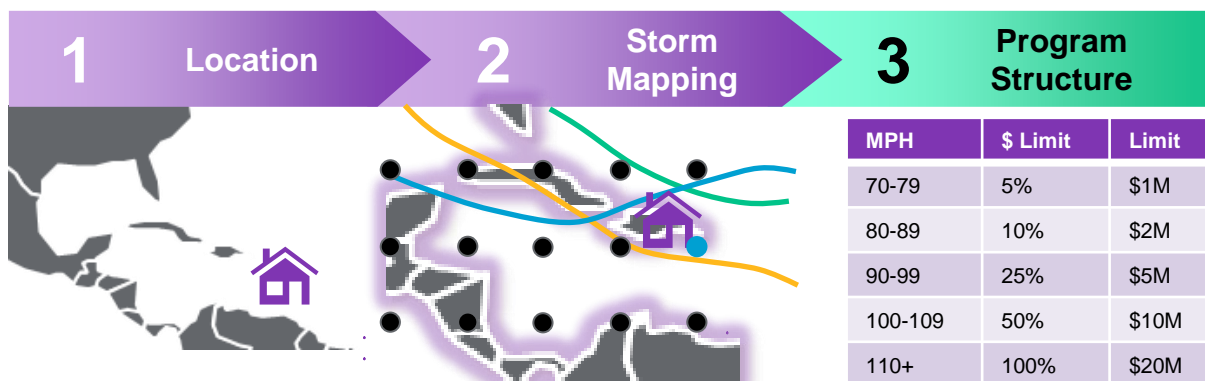 1
Location
2
Storm
Mapping
3
Program
Structure
MPH $ Limit Limit
70-79 5% $1M
80-89 10% $2M
90-99 25% $5M
100-109 50% $10M
110+ 100% $20M